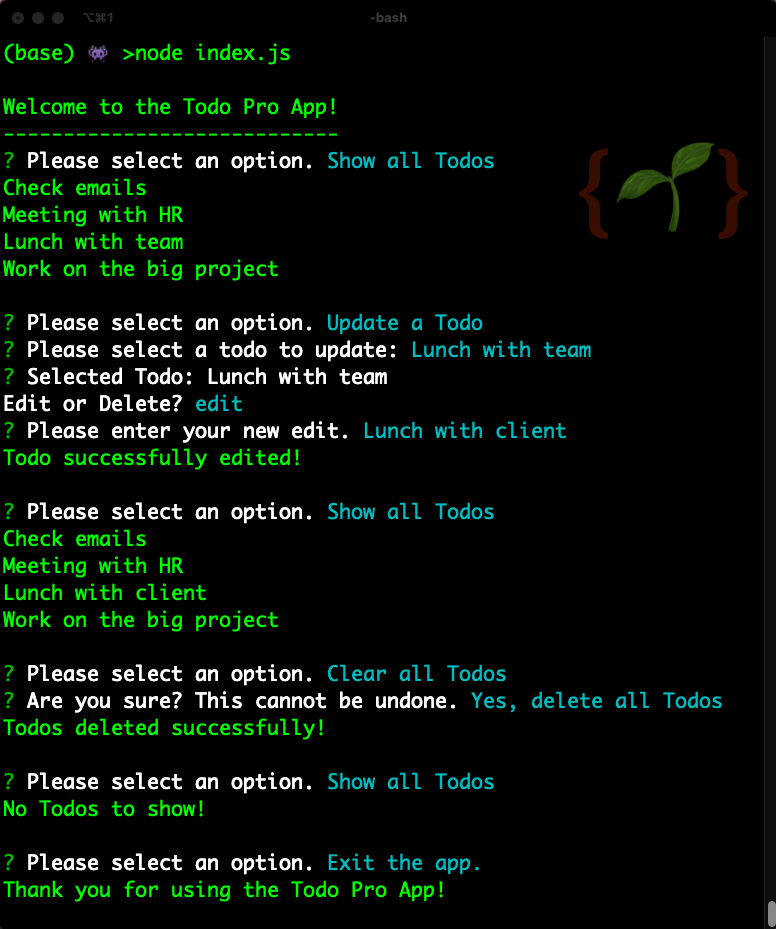 ⌥⌘1
-bash
(base) 👾 >node index.js
Welcome to the Todo Pro App!
----------------------------
? Please select an option. Show all Todos
Check emails
Meeting with HR
Lunch with team
Work on the big project
? Please select an option. Update a Todo
? Please select a todo to update: Lunch with team
? Selected Todo: Lunch with team
Edit or Delete? edit
? Please enter your new edit. Lunch with client
Todo successfully edited!
? Please select an option. Show all Todos
Check emails
Meeting with HR
Lunch with client
Work on the big project
? Please select an option. Clear all Todos
? Are you sure? This cannot be undone. Yes, delete all Todos
Todos deleted successfully!
? Please select an option. Show all Todos
No Todos to show!
? Please select an option. Exit the app.
Thank you for using the Todo Pro App!